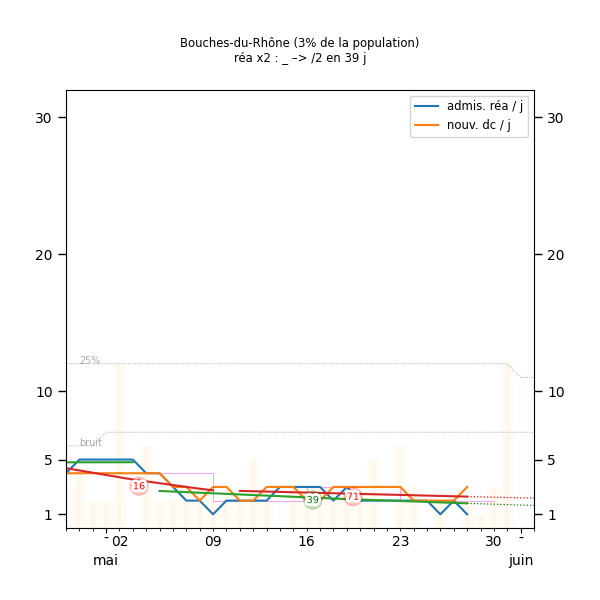 Bouches-du-Rhône (3% de la population)
réa x2 : _ –> /2 en 39 j
admis. réa / j
nouv. dc / j
30 30
20 20
25%
10 10
bruit
5 5
16
39
71
1 1
- 02 09 16 23 30 -
mai juin